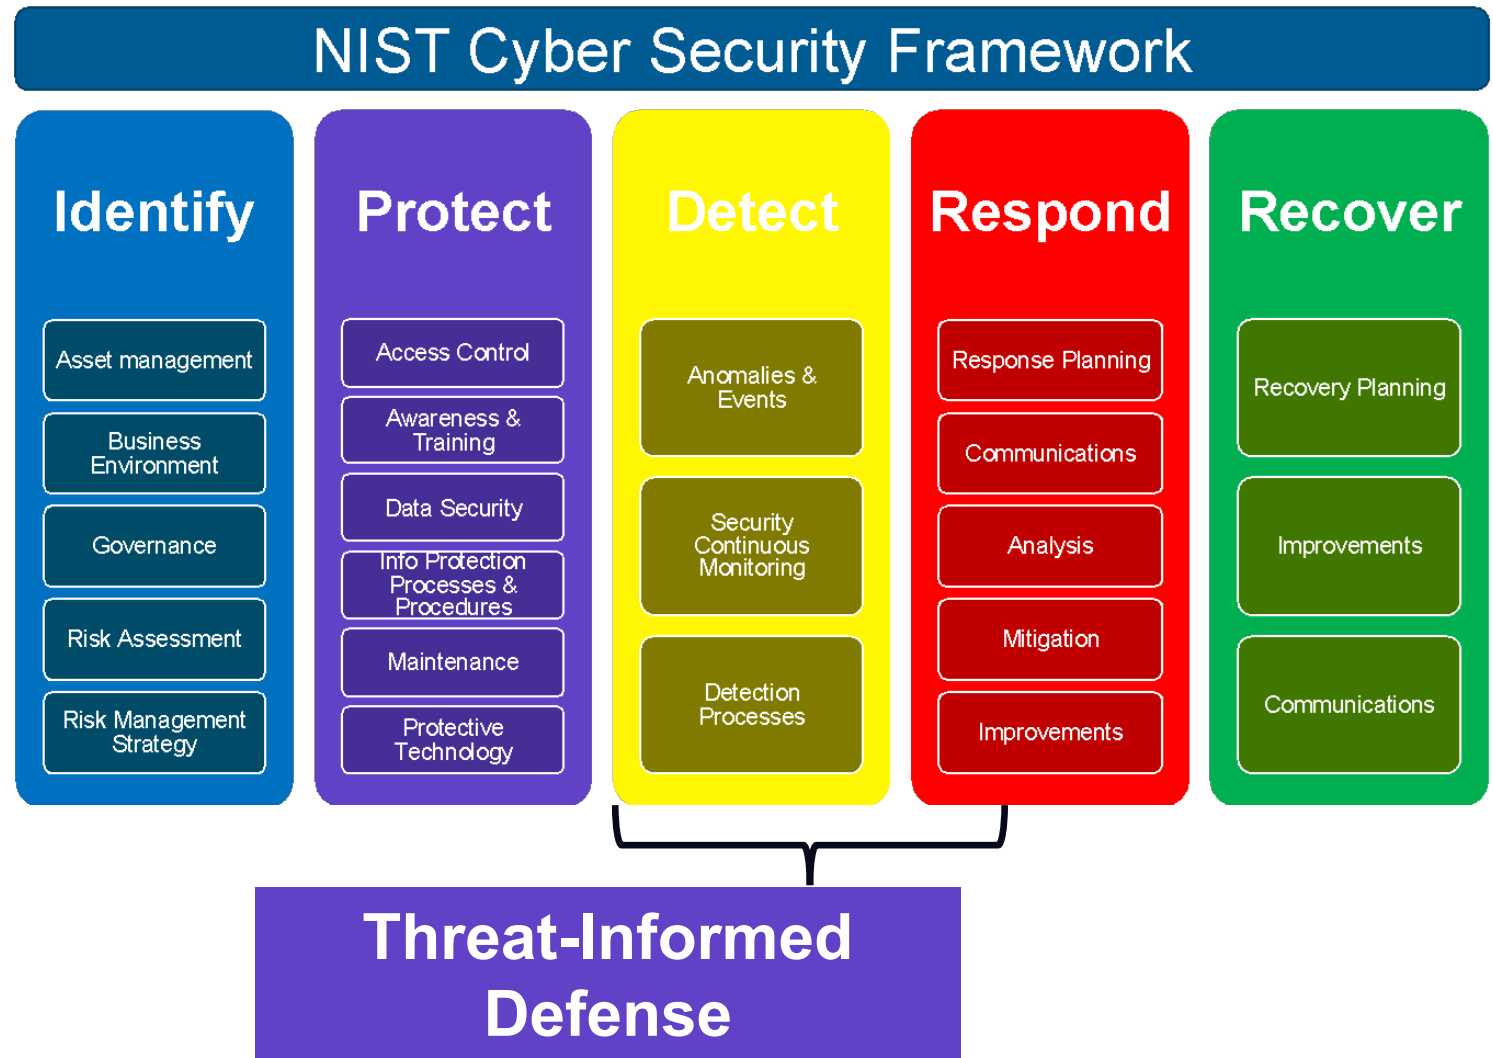 NIST Cyber Security Framework
Identify
Asset management
Business
Environment
Governance
Risk Assessment
Risk Management
Strategy
Protect
Access Control
Awareness &
Training
Data Security
Info Protection
Processes &
Procedures
Maintenance
Protective
Technology
Detect
Anomalies &
Events
Security
Continuous
Monitoring
Detection
Processes
Respond
Response Planning
Communications
Analysis
Mitigation
Improvements
Recover
Recovery Planning
Improvements
Communications
Threat-Informed
Defense